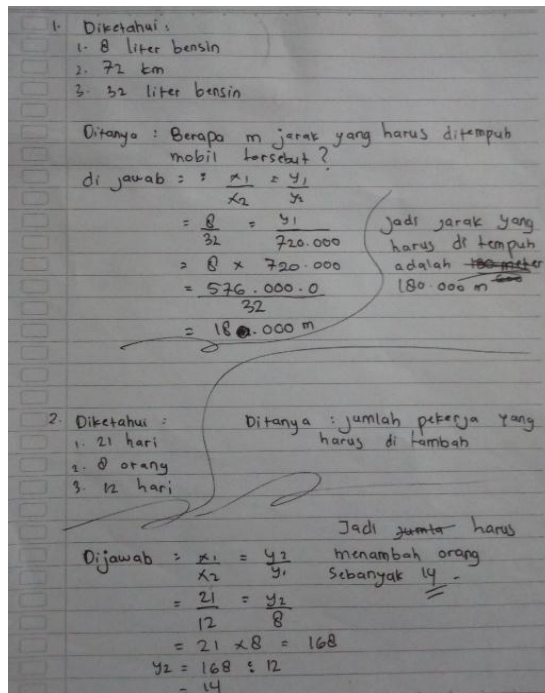 1. Diketahui :
1. 8 liter bensin
2. 72 km
3. 32 liter bensin
Ditanya : Berapa m jarak yang harus ditempuh
mobil tersebut ?
di jawab = : x1/x2 = y1/y2
= 8/32 = y1/720.000
= 8 x 720.000
= 576.000.0/32
= 180.000 m
Jadi jarak yang
harus di tempuh
adalah 180 meter
180.000 m
2. Diketahui :
1. 21 hari
2. 8 orang
3. 12 hari
Ditanya : jumlah pekerja yang
harus di tambah
Dijawab : x1/x2 = y2/y1
= 21/12 = y2/8
= 21 x 8 = 168
y2 = 168 : 12
= 14
Jadi jumla harus
menambah orang
Sebanyak 14 .